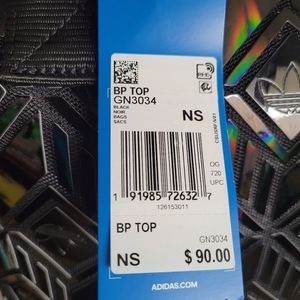 BP TOP
GN3034
BLACK
NOIR
BAGS
SACS
NS
OG
720
UPC
1 91985 72632 7
126153011
BP TOP
GN3034
NS
$ 90.00
ADIDAS.COM